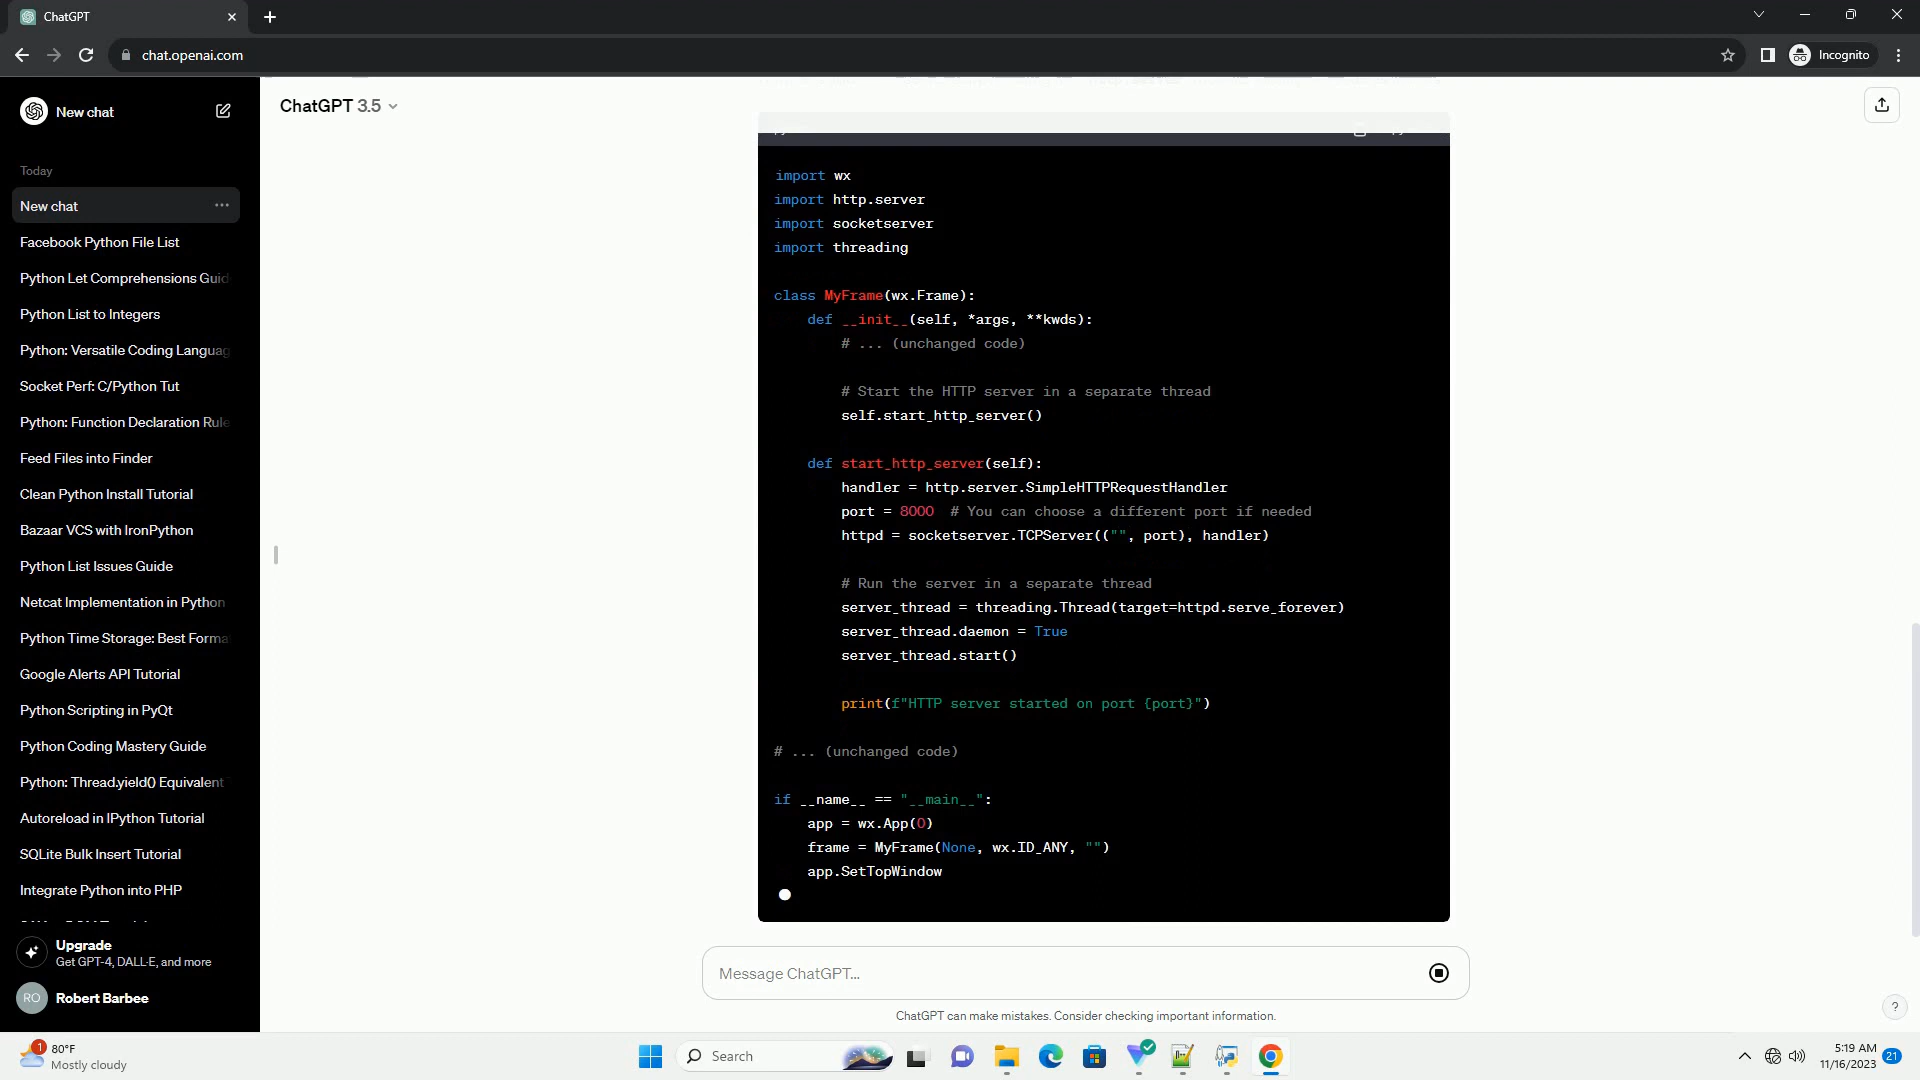 ChatGPT
chat.openai.com
Incognito
New chat
ChatGPT 3.5
Today
New chat
Facebook Python File List
Python Let Comprehensions Guid
Python List to Integers
Python: Versatile Coding Languag
Socket Perf: C/Python Tut
Python: Function Declaration Rule
Feed Files into Finder
Clean Python Install Tutorial
Bazaar VCS with IronPython
Python List Issues Guide
Netcat Implementation in Python
Python Time Storage: Best Forma
Google Alerts API Tutorial
Python Scripting in PyQt
Python Coding Mastery Guide
Python: Thread.yield() Equivalent
Autoreload in IPython Tutorial
SQLite Bulk Insert Tutorial
Integrate Python into PHP
Upgrade
Get GPT-4, DALL·E, and more
RO Robert Barbee
import wx
import http.server
import socketserver
import threading
class MyFrame(wx.Frame):
def __init__(self, *args, **kwds):
# ... (unchanged code)
# Start the HTTP server in a separate thread
self.start_http_server()
def start_http_server(self):
handler = http.server.SimpleHTTPRequestHandler
port = 8000  # You can choose a different port if needed
httpd = socketserver.TCPServer(("", port), handler)
# Run the server in a separate thread
server_thread = threading.Thread(target=httpd.serve_forever)
server_thread.daemon = True
server_thread.start()
print(f"HTTP server started on port {port}")
# ... (unchanged code)
if __name__ == "__main__":
app = wx.App(0)
frame = MyFrame(None, wx.ID_ANY, "")
app.SetTopWindow
Message ChatGPT...
ChatGPT can make mistakes. Consider checking important information.
?
1
80°F
Mostly cloudy
Search
5:19 AM
11/16/2023
21